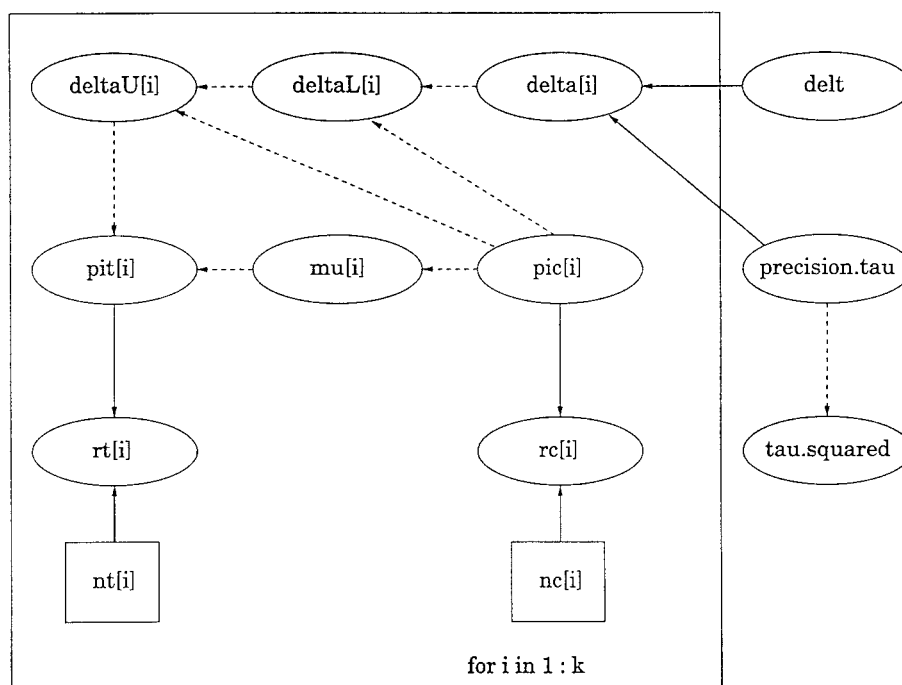 deltaU[i] deltaL[i] delta[i] delt
pit[i] mu[i] pic[i] precision.tau
rt[i] rc[i] tau.squared
nt[i] nc[i]
for i in 1 : k